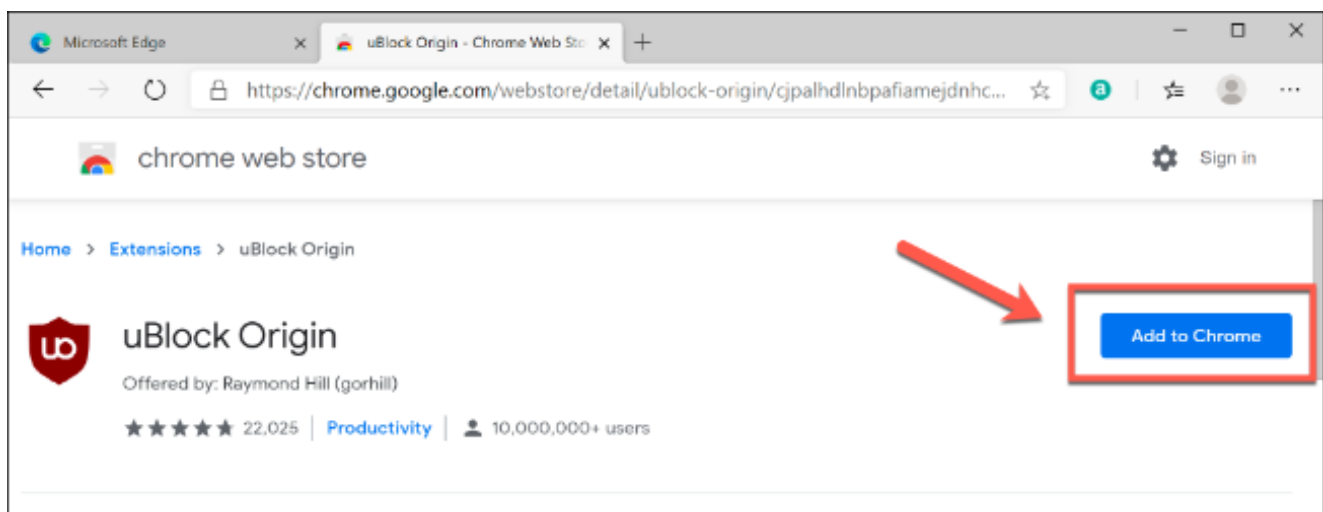 Microsoft Edge
uBlock Origin - Chrome Web Sto
https://chrome.google.com/webstore/detail/ublock-origin/cjpalhdlnbpafiamejdnhc...
a
chrome web store
Sign in
Home > Extensions > uBlock Origin
uBlock Origin
Add to Chrome
Offered by: Raymond Hill (gorhill)
22,025 | Productivity | 10,000,000+ users